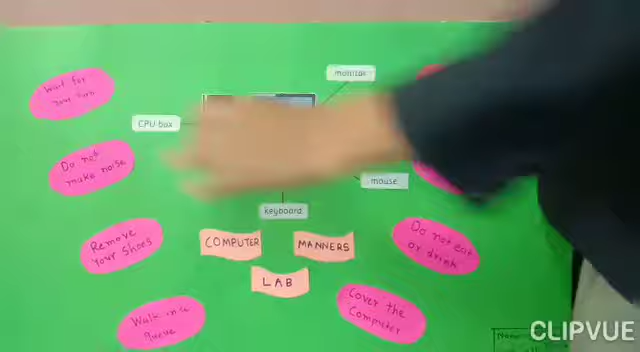 monitor
Wait for
your turn
CPU box
Do not
make noise
mouse
Keyboard
Remove
your shoes
COMPUTER
MANNERS
Do not eat
or drink
LAB
Cover the
Computer
Walk in a
queue
CLIPVUE